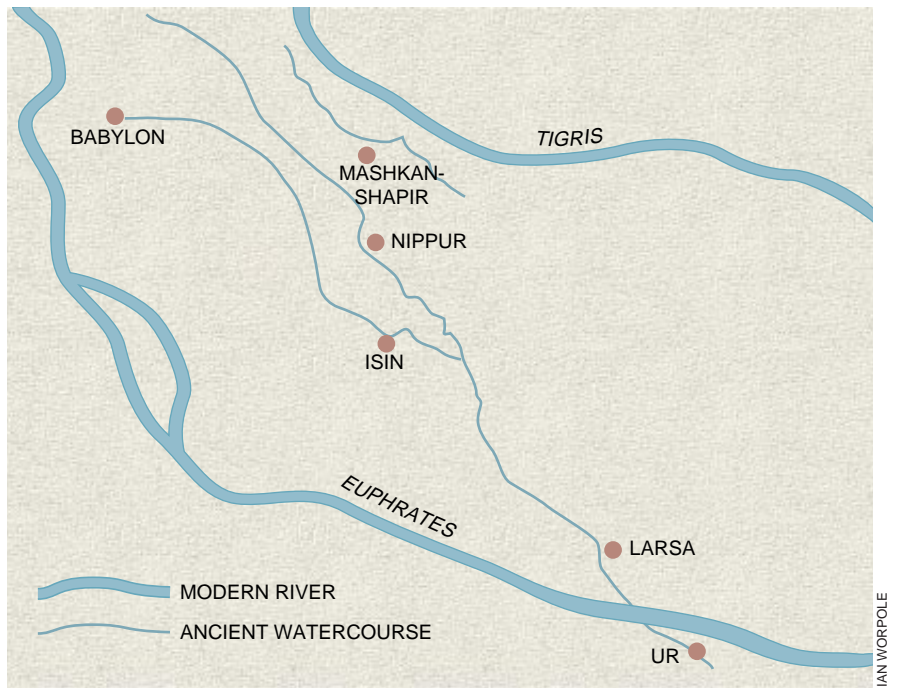 TIGRIS
BABYLON
MASHKAN-
SHAPIR
NIPPUR
ISIN
EUPHRATES
LARSA
MODERN RIVER
ANCIENT WATERCOURSE
UR
IAN WORPOLE